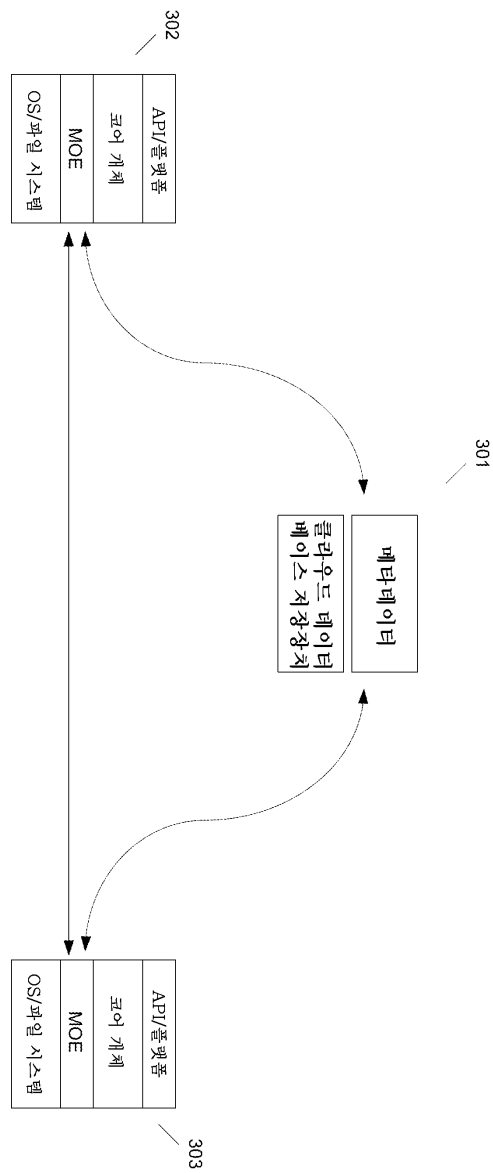 301
메타데이터
클라우드 데이터
베이스 저장장치
302
API/플랫폼
코어 개체
MOE
OS/파일 시스템
303
API/플랫폼
코어 개체
MOE
OS/파일 시스템